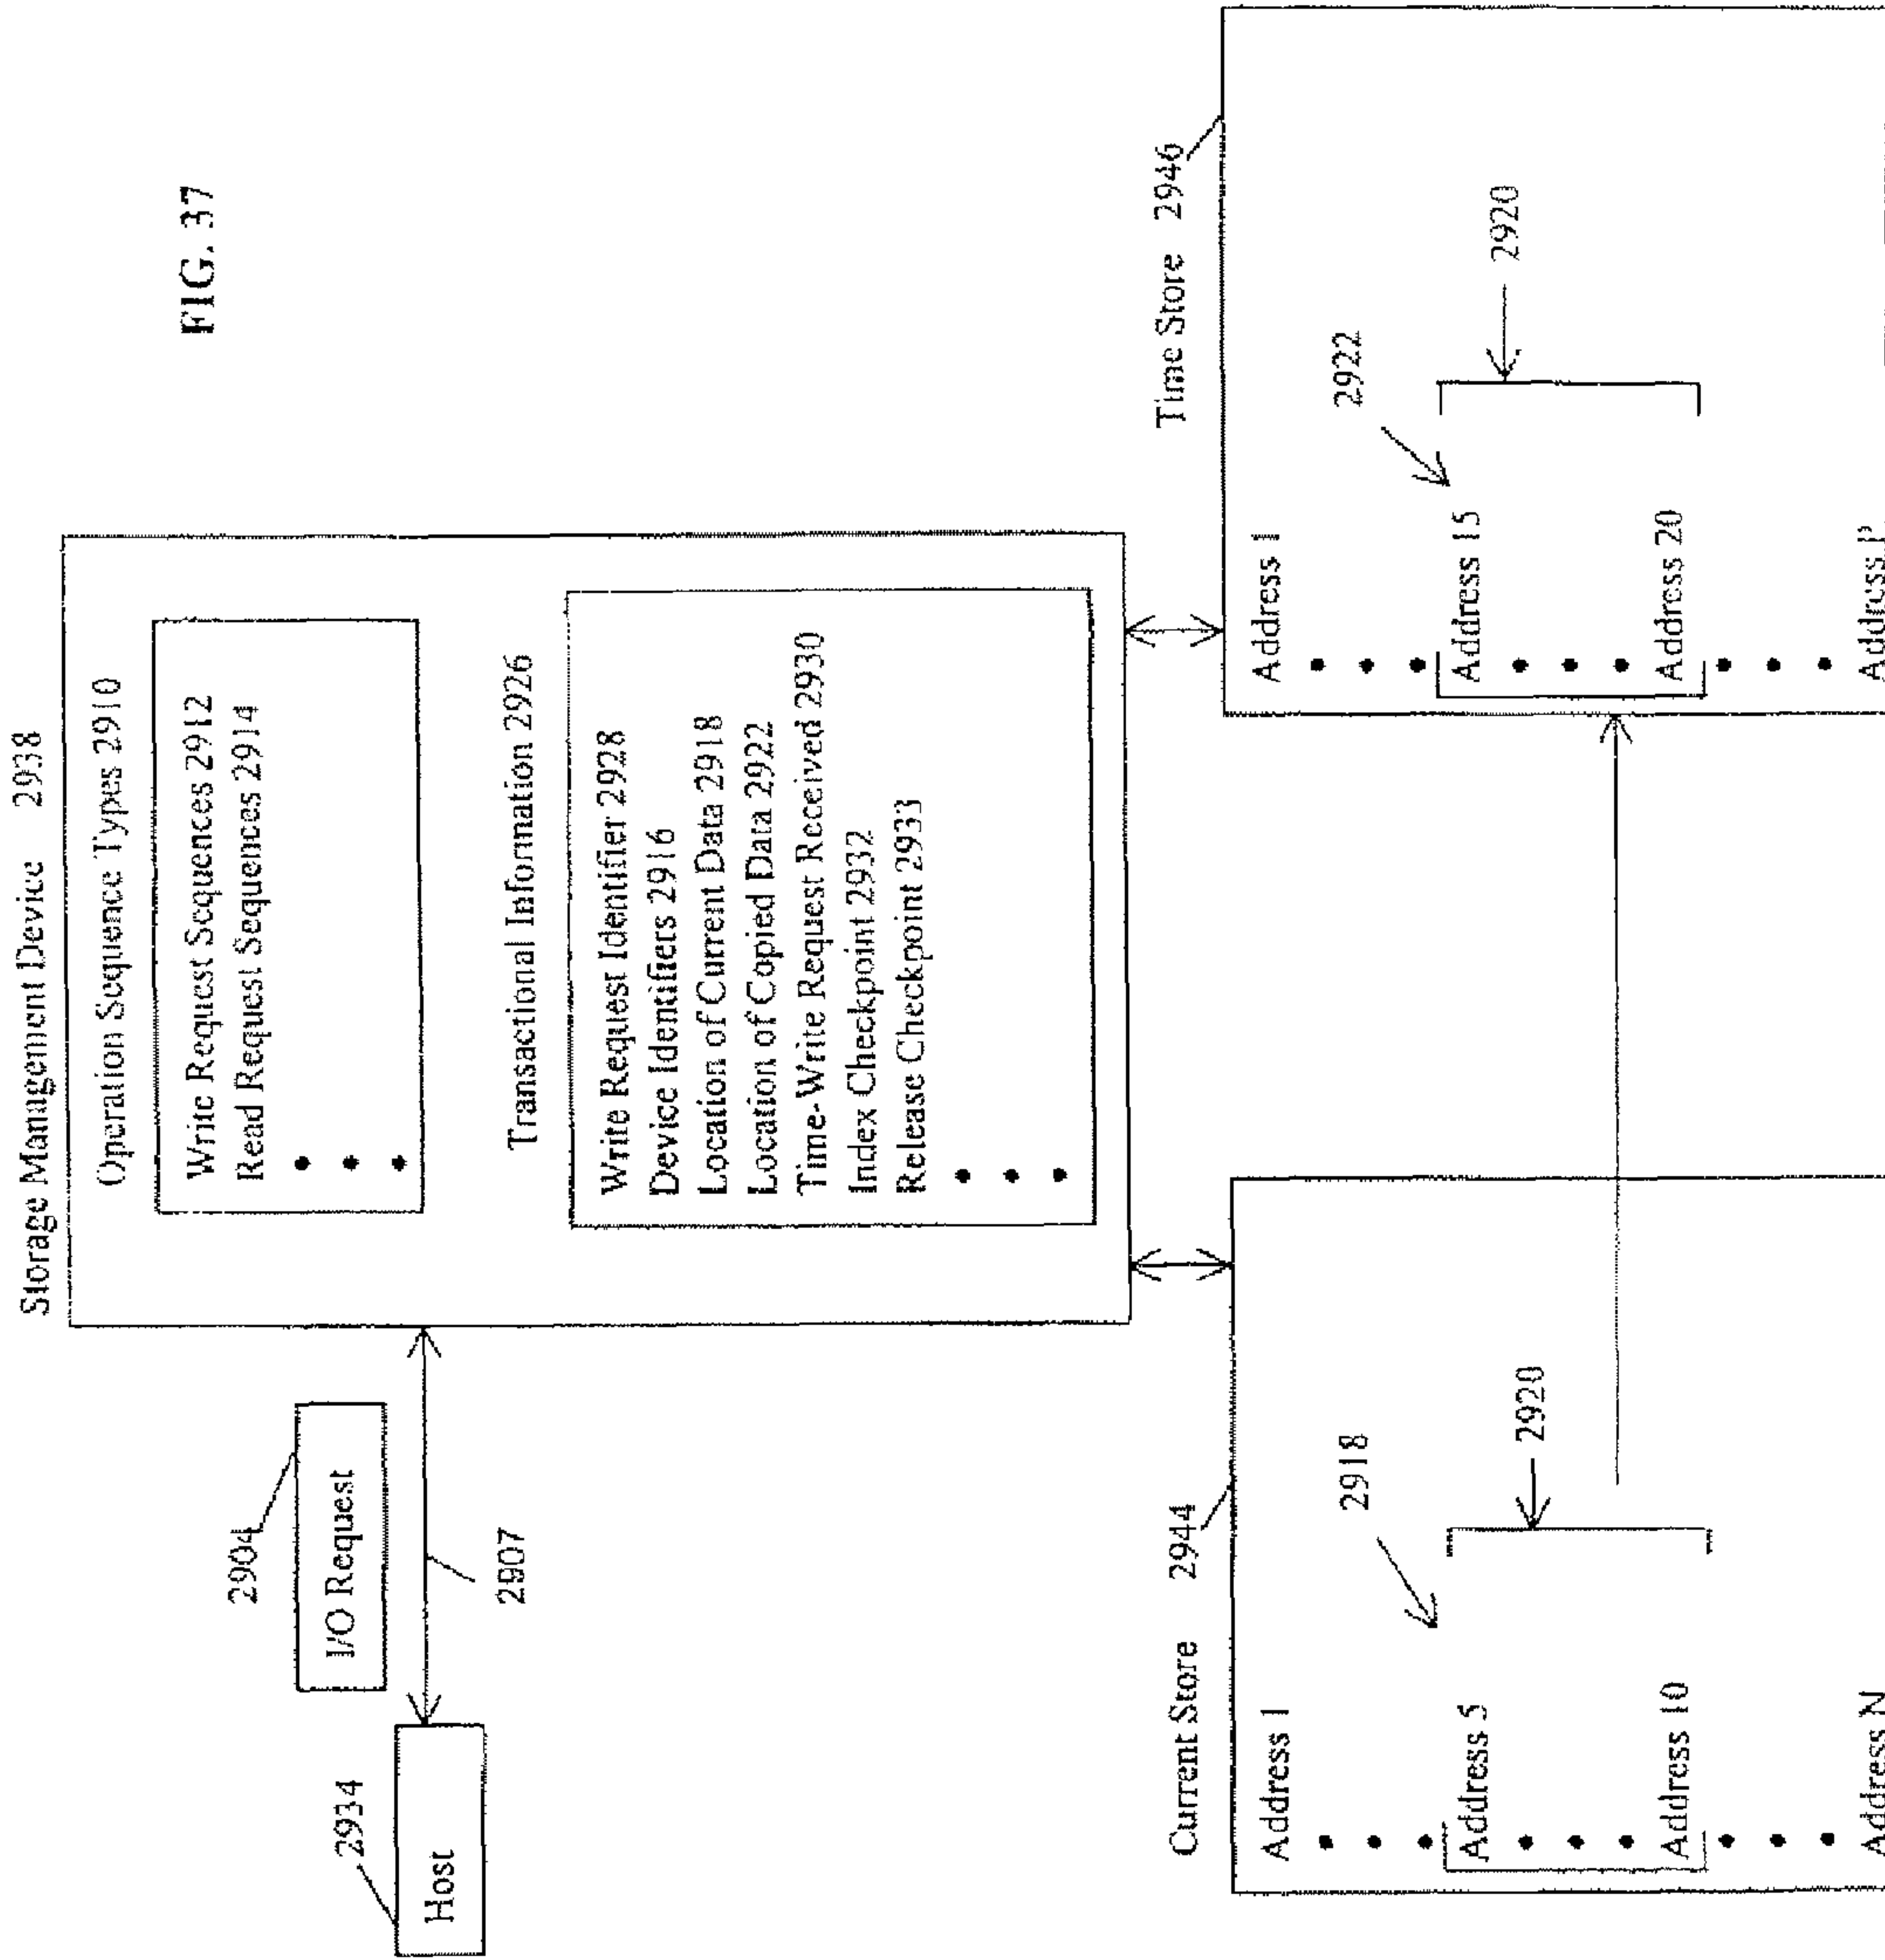 FIG. 37
Storage Management Device 2938
Operation Sequence Types 2910
Write Request Sequences 2912
Read Request Sequences 2914
Transactional Information 2926
Write Request Identifier 2928
Device Identifiers 2916
Location of Current Data 2918
Location of Copied Data 2922
Time-Write Request Received 2930
Index Checkpoint 2932
Release Checkpoint 2933
2904
I/O Request
2934
Host
2907
Current Store 2944
Address 1
Address 5
Address 10
Address N
2918
2920
Time Store 2946
Address 1
Address 15
Address 20
Address P
2922
2920